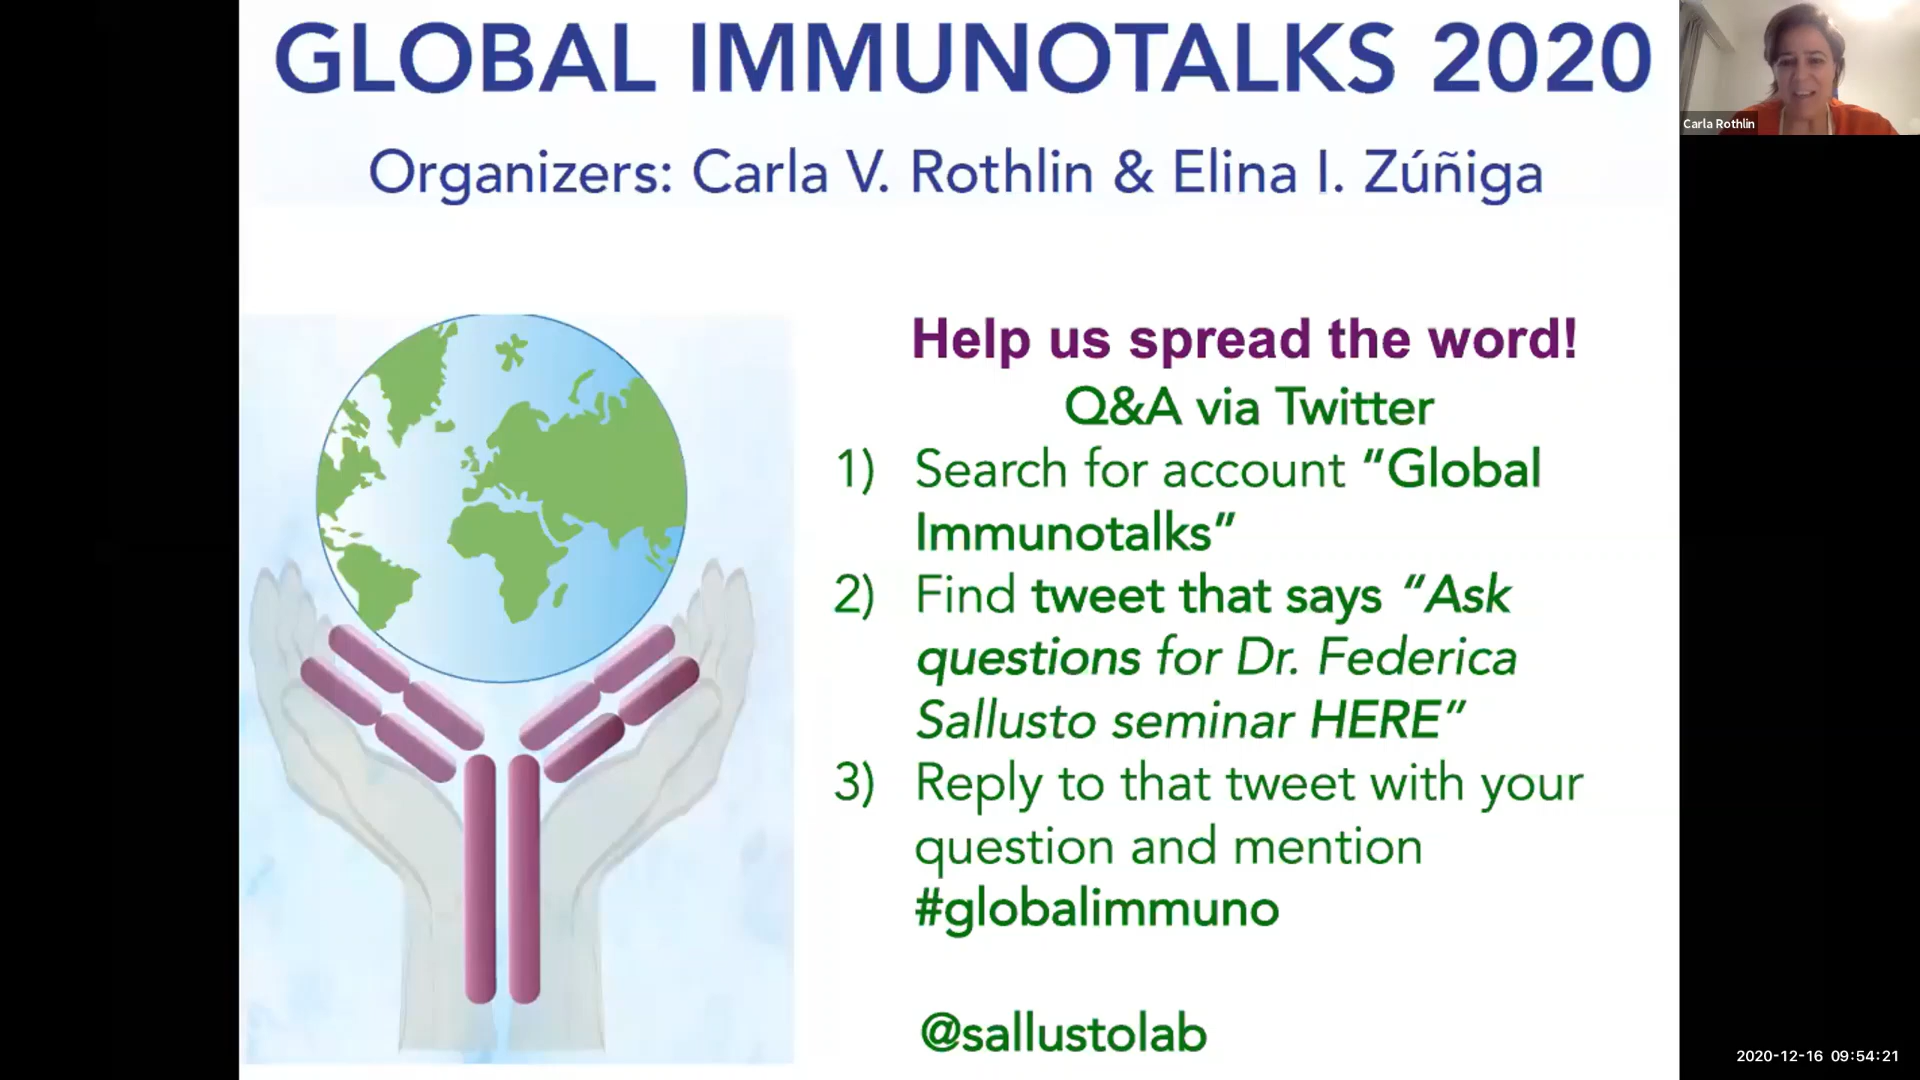 GLOBAL IMMUNOTALKS 2020
Organizers: Carla V. Rothlin & Elina I. Zúñiga
Carla Rothlin
Help us spread the word!
Q&A via Twitter
1) Search for account “Global
Immunotalks”
2) Find tweet that says “Ask
questions for Dr. Federica
Sallusto seminar HERE”
3) Reply to that tweet with your
question and mention
#globalimmuno
@sallustolab
2020-12-16 09:54:21